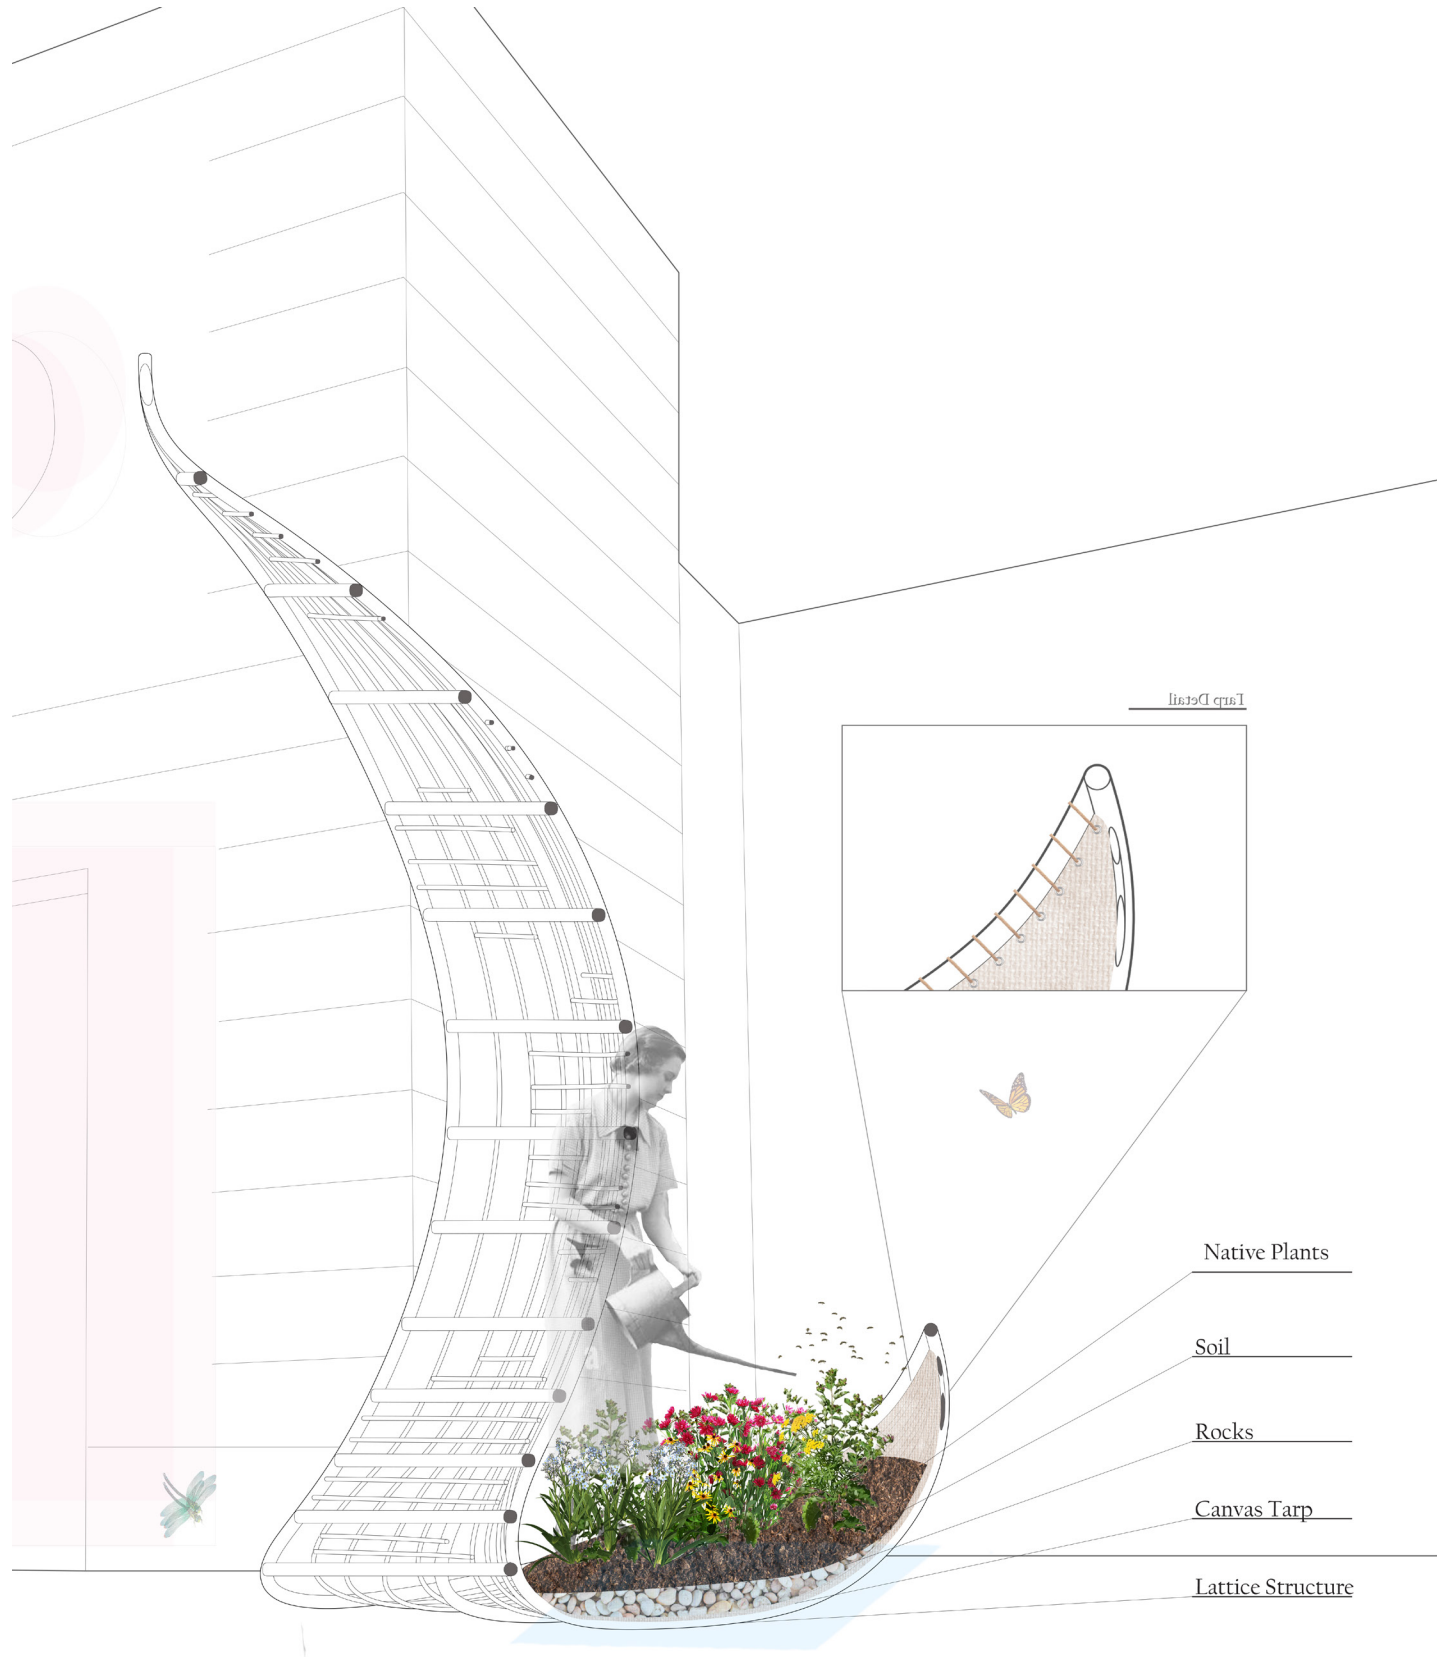 Tarp Detail
Native Plants
Soil
Rocks
Canvas Tarp
Lattice Structure